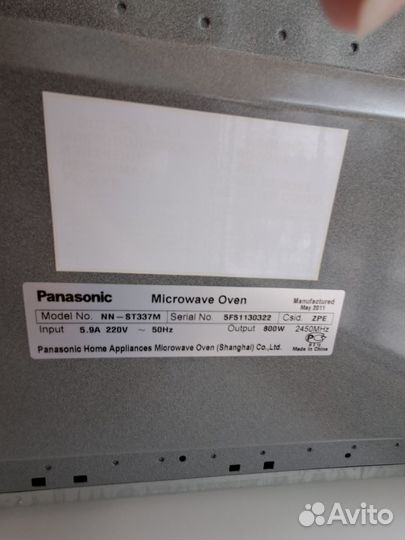 Panasonic Microwave Oven Manufactured
May 2011
Model No. NN-ST337M Serial No. 5F51130322 Csid. ZPE
Input 5.9A 220V ~ 50Hz Output 800W 2450MHz
Panasonic Home Appliances Microwave Oven (Shanghai) Co.,Ltd.
Made in China
Avito